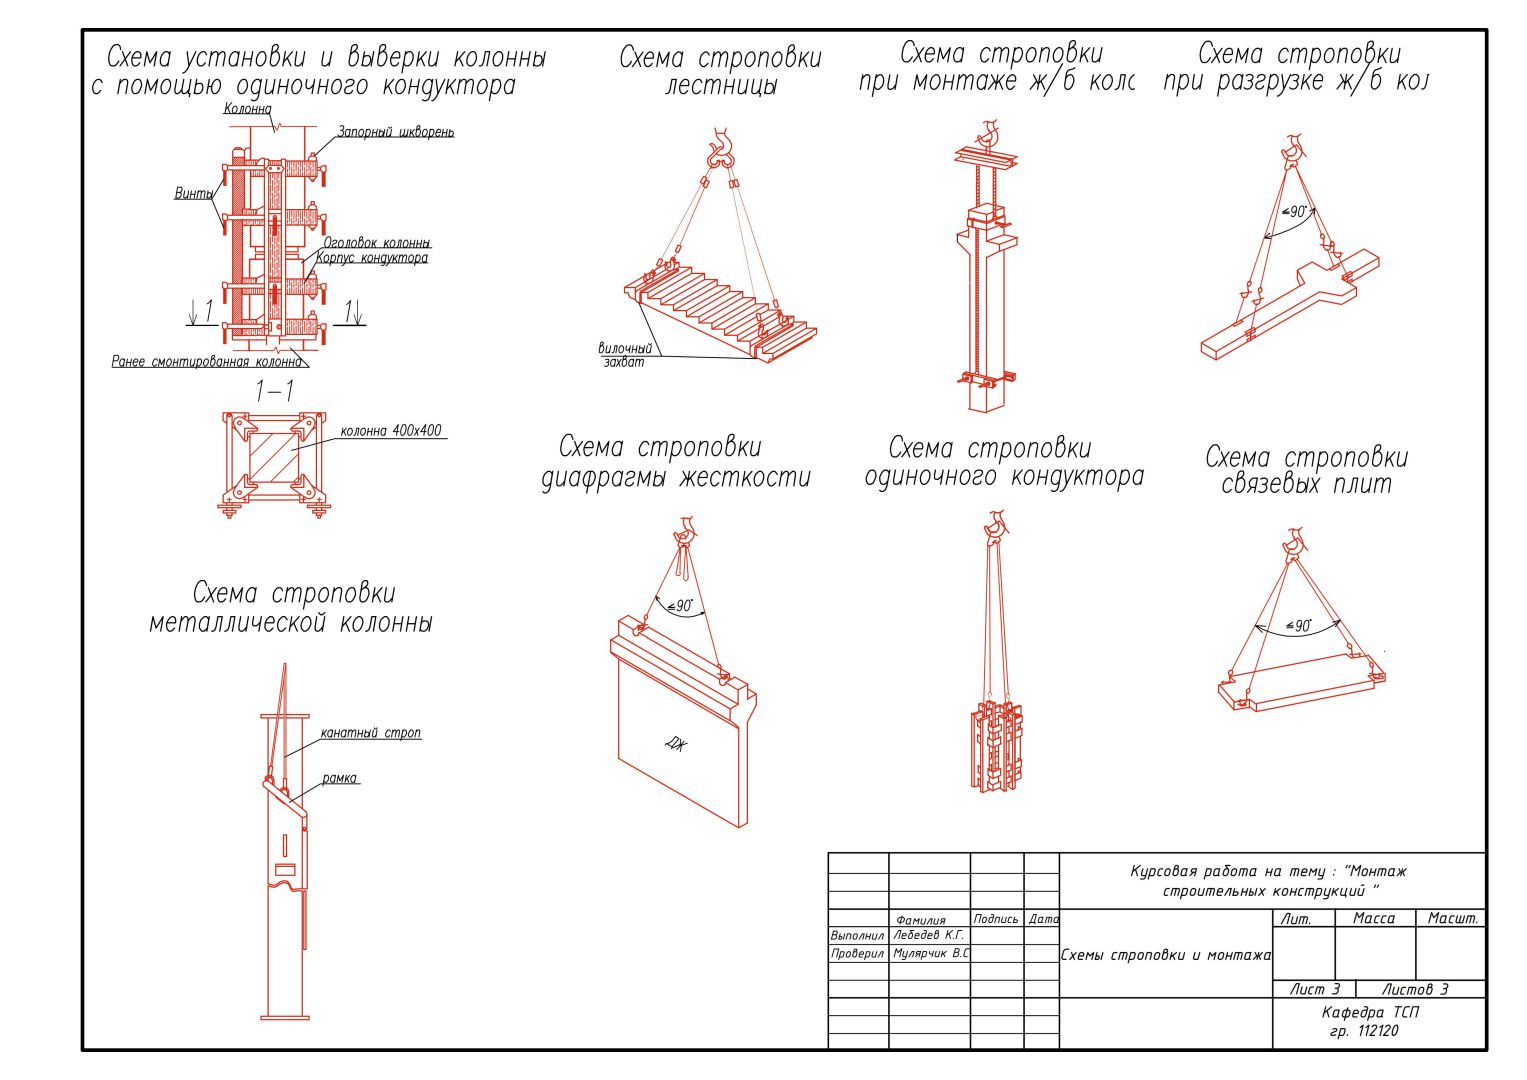 Схема установки и выверки колонны
с помощью одиночного кондуктора
Колонна
Запорный шкворень
Винты
Оголовок колонны
Корпус кондуктора
1
1
Ранее смонтированная колонна
1-1
колонна 400х400
Схема строповки
лестницы
вилочный
захват
Схема строповки
при монтаже ж/б коло
Схема строповки
при разгрузке ж/б кол
≤90°
Схема строповки
металлической колонны
канатный строп
рамка
Схема строповки
диафрагмы жесткости
≤90°
ДЖ
Схема строповки
одиночного кондуктора
Схема строповки
связевых плит
≤90°
Курсовая работа на тему : "Монтаж
строительных конструкций "
Фамилия Подпись Дата
Выполнил Лебедев К.Г.
Проверил Мулярчик В.С.
Схемы строповки и монтажа
Лит. Масса Масшт.
Лист 3 Листов 3
Кафедра ТСП
гр. 112120